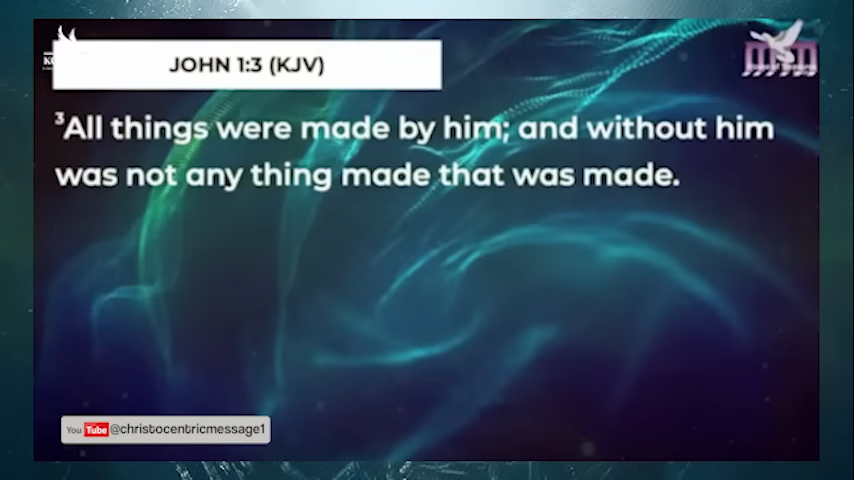 JOHN 1:3 (KJV)
³All things were made by him; and without him
was not any thing made that was made.
You Tube @christocentricmessage1